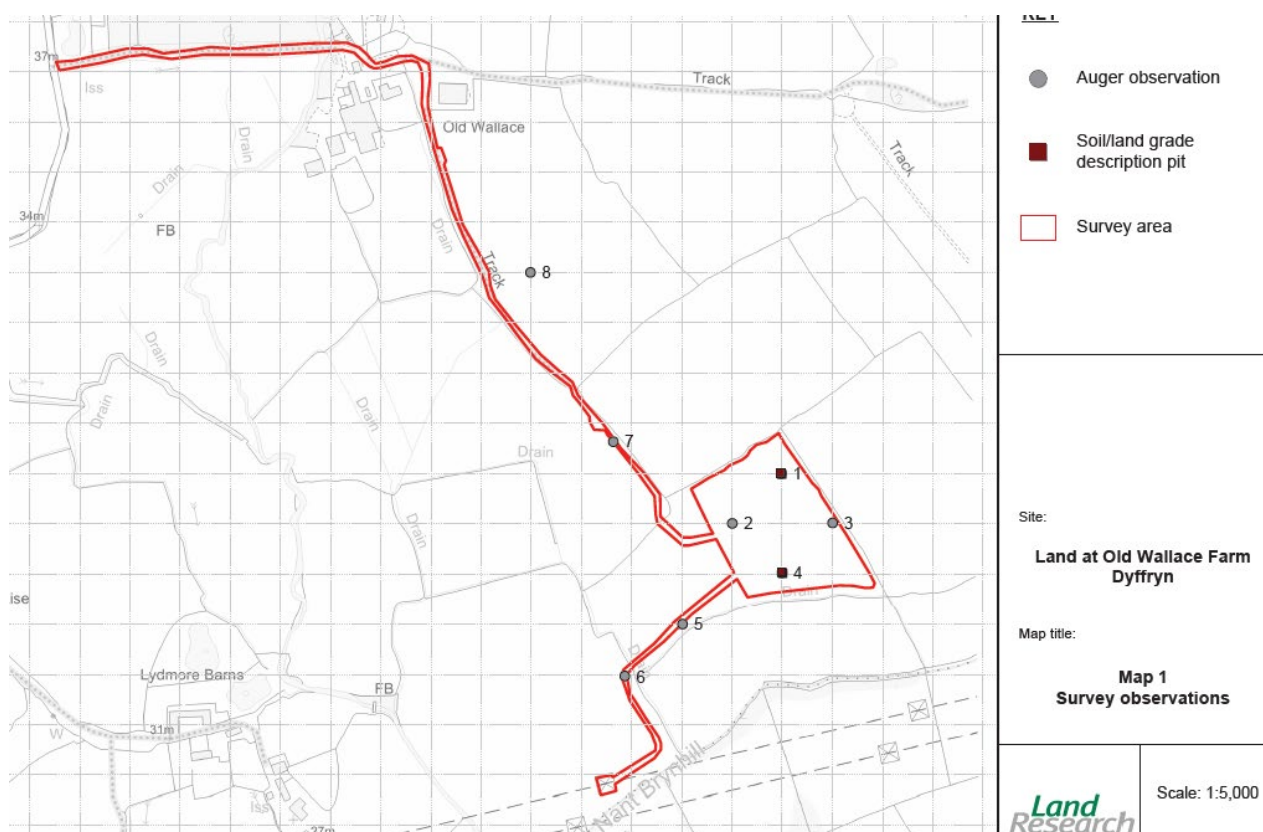 37m
Iss
Drain
Drain
34m
FB
Old Wallace
Track
Track
Drain
Track
8
Drain
Drain
Drain
Drain
Drain
7
1
2
3
4
Drain
5
6
Drain
ise
Lydmore Barns
FB
31m
W
Iss
Nant Brynhill
27m
KEY
Auger observation
Soil/land grade
description pit
Survey area
Site:
Land at Old Wallace Farm
Dyffryn
Map title:
Map 1
Survey observations
Land
Research
Scale: 1:5,000